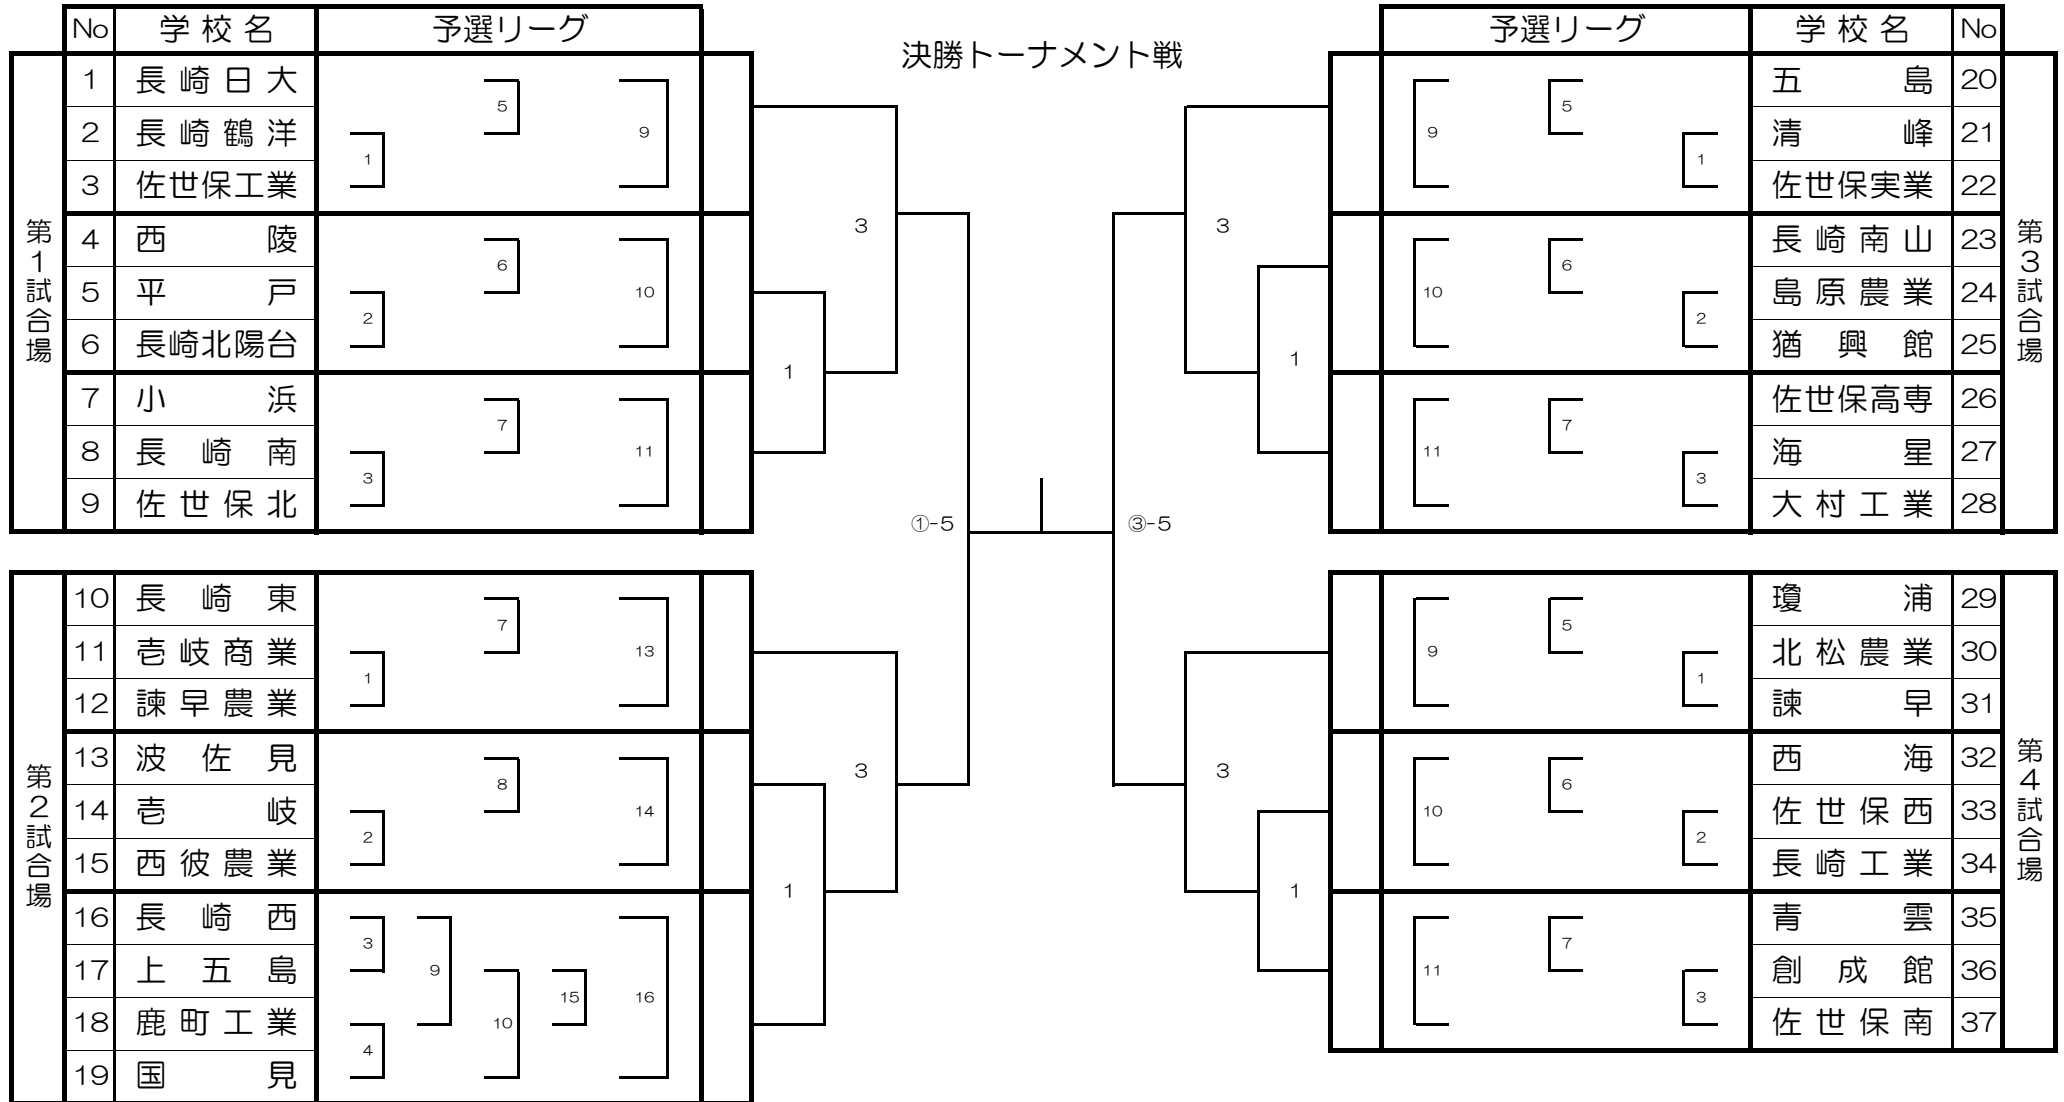 No 学校名 予選リーグ
決勝トーナメント戦
予選リーグ 学校名 No
第1試合場
1 長崎日大
2 長崎鶴洋
3 佐世保工業
1 5 9
4 西陵
5 平戸
6 長崎北陽台
2 6 10
7 小浜
8 長崎南
9 佐世保北
3 7 11
3
1
①-5
第2試合場
10 長崎東
11 壱岐商業
12 諫早農業
1 7 13
13 波佐見
14 壱岐
15 西彼農業
2 8 14
16 長崎西
17 上五島
18 鹿町工業
19 国見
3 4 9 10 15 16
3
1
第3試合場
五島 20
清峰 21
佐世保実業 22
9 5 1
長崎南山 23
島原農業 24
猶興館 25
10 6 2
佐世保高専 26
海星 27
大村工業 28
11 7 3
3
1
③-5
第4試合場
瓊浦 29
北松農業 30
諫早 31
9 5 1
西海 32
佐世保西 33
長崎工業 34
10 6 2
青雲 35
創成館 36
佐世保南 37
11 7 3
3
1